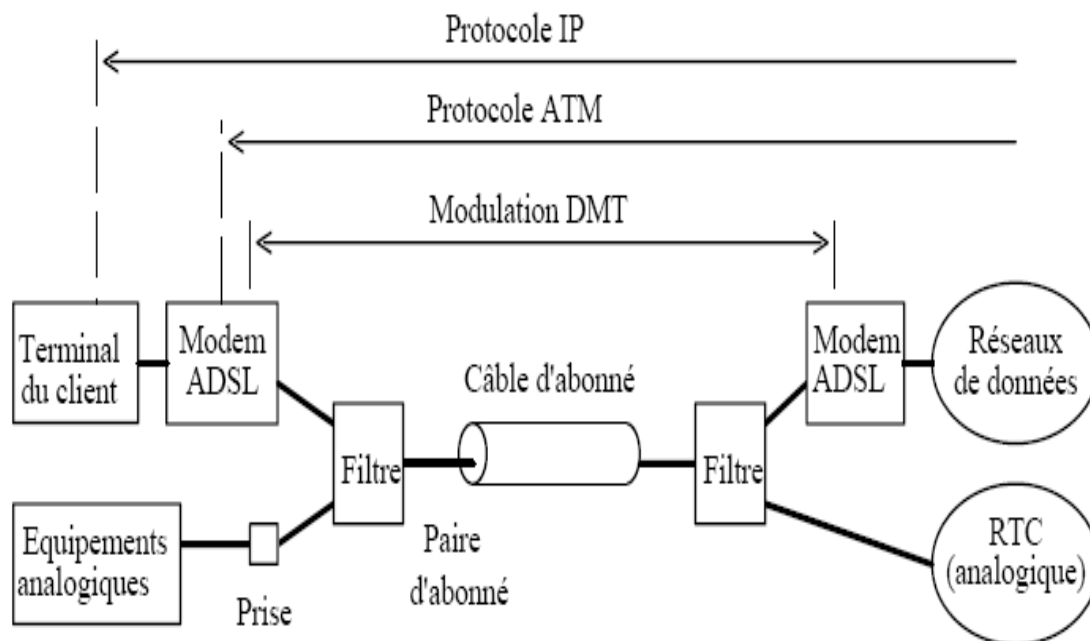 Protocole IP
Protocole ATM
Modulation DMT
Terminal
du client
Modem
ADSL
Câble d'abonné
Modem
ADSL
Réseaux
de données
Filtre
Filtre
Equipements
analogiques
Prise
Paire
d'abonné
RTC
(analogique)